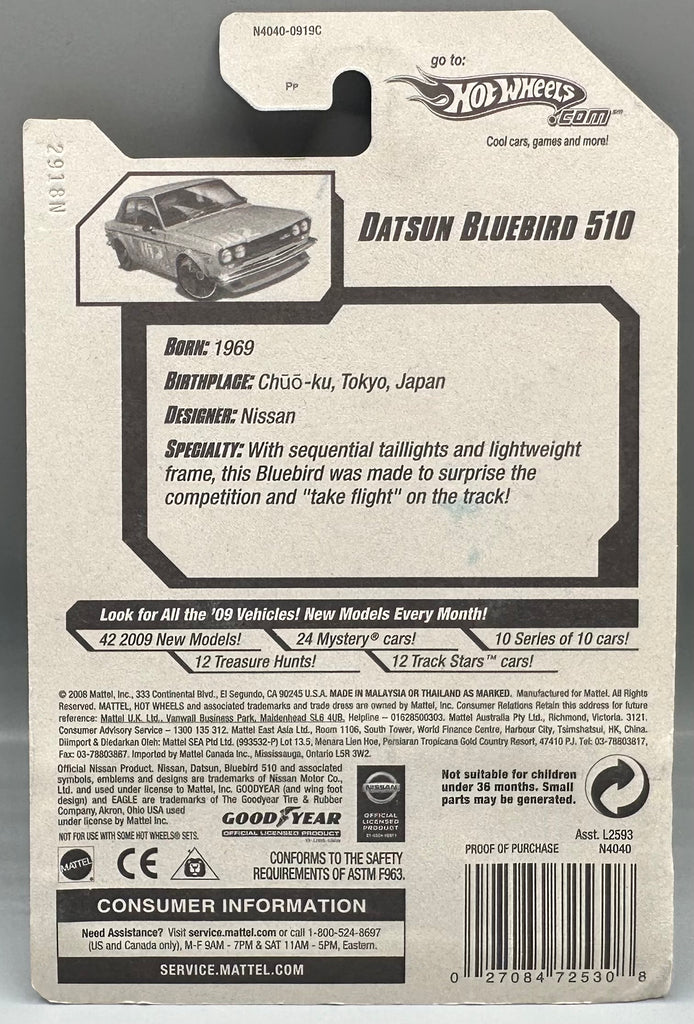 N4040-0919C
PP
go to:
HOT WHEELS
.COM℠
Cool cars, games and more!
2918N
DATSUN BLUEBIRD 510
BORN: 1969
BIRTHPLACE: Chūō-ku, Tokyo, Japan
DESIGNER: Nissan
SPECIALTY: With sequential taillights and lightweight
frame, this Bluebird was made to surprise the
competition and "take flight" on the track!
Look for All the '09 Vehicles! New Models Every Month!
42 2009 New Models!
24 Mystery® cars!
10 Series of 10 cars!
12 Treasure Hunts!
12 Track Stars™ cars!
© 2008 Mattel, Inc., 333 Continental Blvd., El Segundo, CA 90245 U.S.A. MADE IN MALAYSIA OR THAILAND AS MARKED. Manufactured for Mattel. All Rights
Reserved. MATTEL, HOT WHEELS and associated trademarks and trade dress are owned by Mattel, Inc. Consumer Relations Retain this address for future
reference: Mattel U.K. Ltd., Vanwall Business Park, Maidenhead SL6 4UB. Helpline – 01628500303. Mattel Australia Pty Ltd., Richmond, Victoria. 3121.
Consumer Advisory Service – 1300 135 312. Mattel East Asia Ltd., Room 1106, South Tower, World Finance Centre, Harbour City, Tsimshatsui, HK, China.
Diimport & Diedarkan Oleh: Mattel SEA Ptd Ltd. (993532-P) Lot 13.5, Menara Lien Hoe, Persiaran Tropicana Golf Country Resort, 47410 P.J. Tel: 03-78803817,
Fax: 03-78803867. Imported by Mattel Canada Inc., Mississauga, Ontario L5R 3W2.
Official Nissan Product. Nissan, Datsun, Bluebird 510 and associated
symbols, emblems and designs are trademarks of Nissan Motor Co.,
Ltd. and used under license to Mattel, Inc. GOODYEAR (and wing foot
design) and EAGLE are trademarks of The Goodyear Tire & Rubber
Company, Akron, Ohio USA used
under license by Mattel Inc.
GOODYEAR
OFFICIAL LICENSED PRODUCT
NISSAN
OFFICIAL
LICENSED
PRODUCT
Not suitable for children
under 36 months. Small
parts may be generated.
NOT FOR USE WITH SOME HOT WHEELS® SETS.
Asst. L2593
PROOF OF PURCHASE N4040
MATTEL
CE
CONFORMS TO THE SAFETY
REQUIREMENTS OF ASTM F963.
CONSUMER INFORMATION
Need Assistance? Visit service.mattel.com or call 1-800-524-8697
(US and Canada only), M-F 9AM - 7PM & SAT 11AM - 5PM, Eastern.
SERVICE.MATTEL.COM
0 27084 72530 8